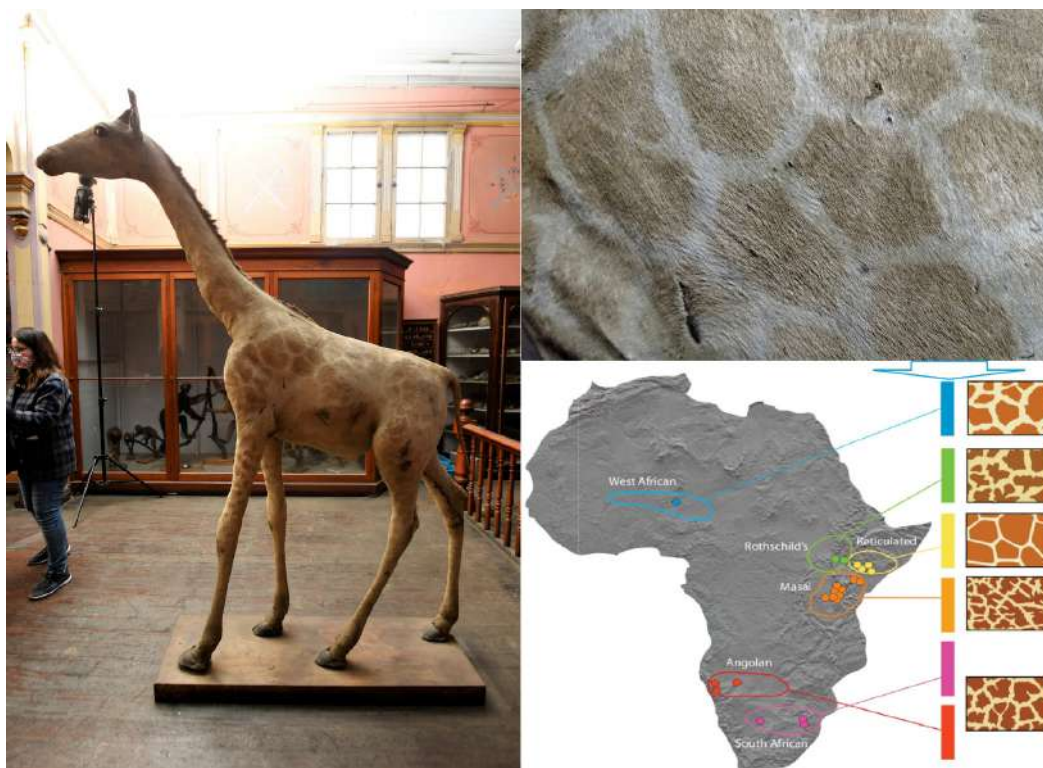 West African
Rothschild's
Reticulated
Masai
Angolan
South African